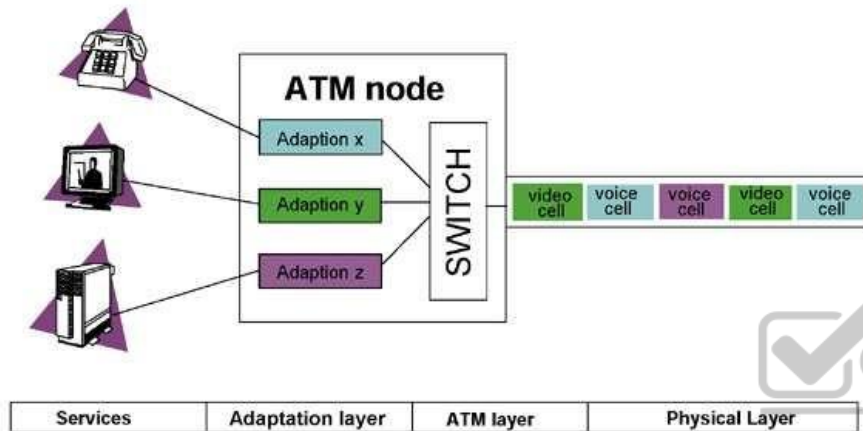 ATM node
Adaption x
Adaption y
Adaption z
SWITCH
video cell
voice cell
voice cell
video cell
voice cell
Services
Adaptation layer
ATM layer
Physical Layer